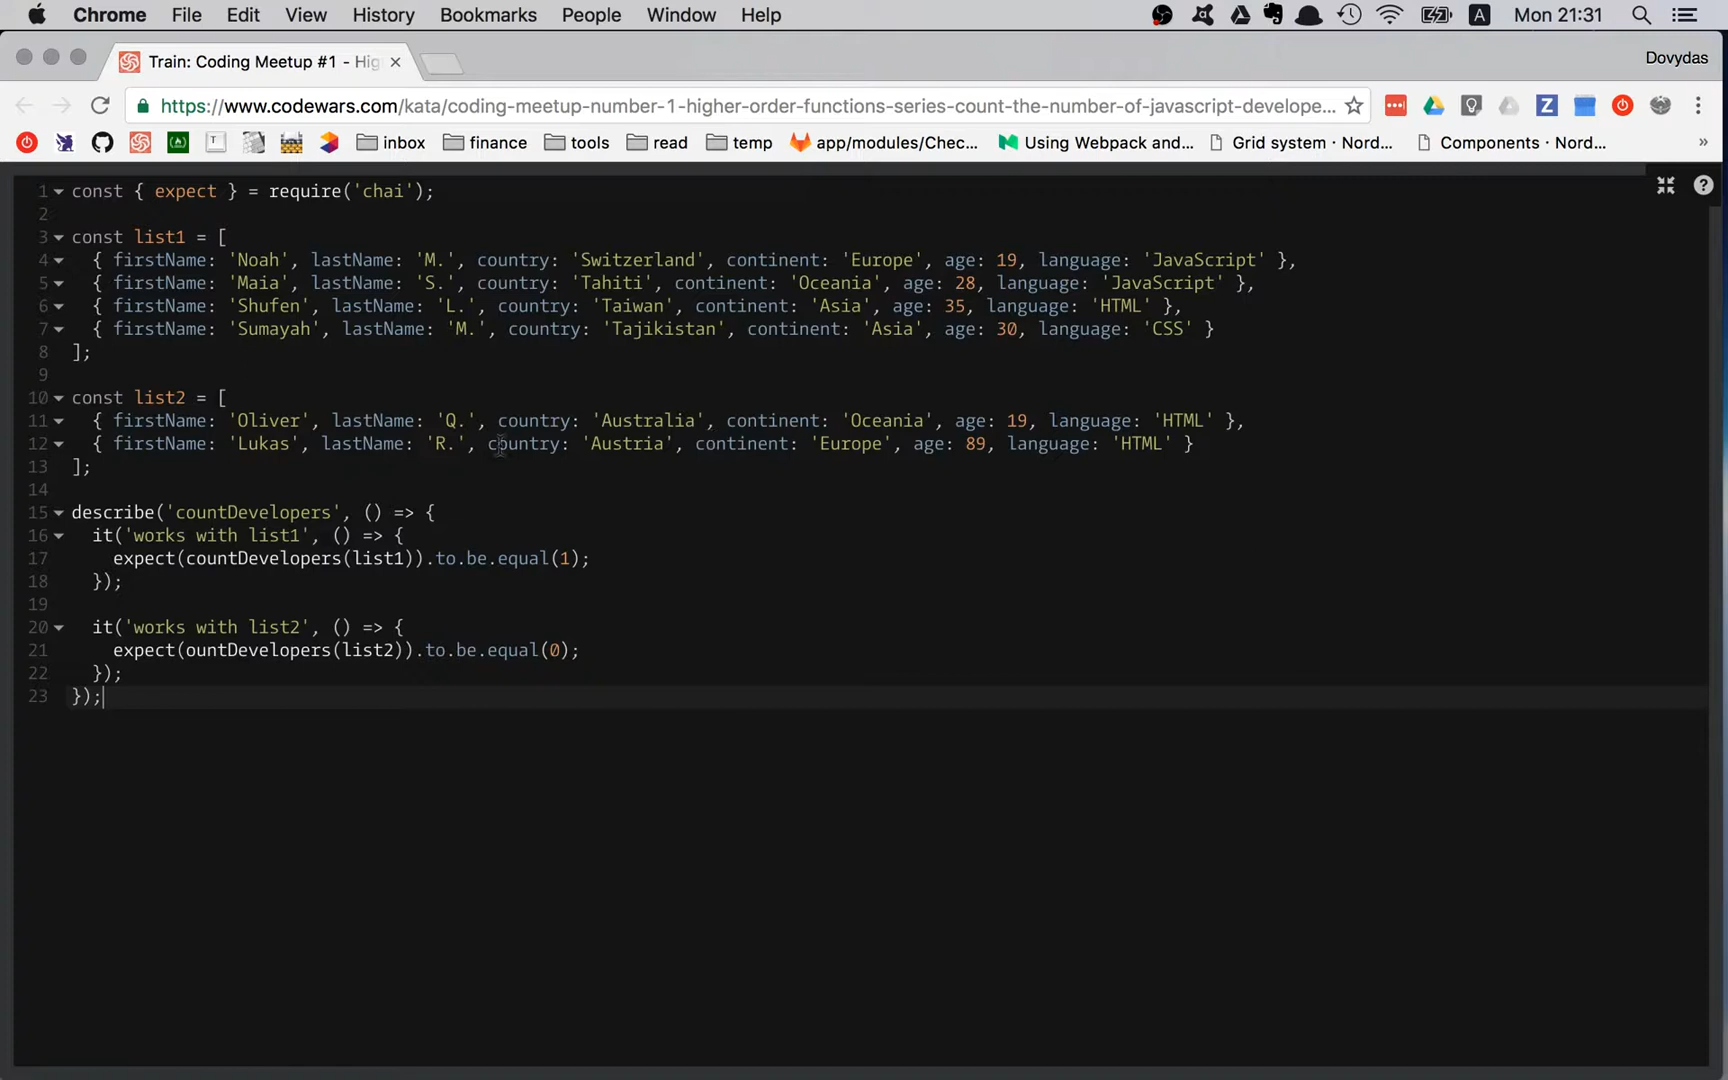 Chrome File Edit View History Bookmarks People Window Help A Mon 21:31
Train: Coding Meetup #1 - Hig Dovydas
https://www.codewars.com/kata/coding-meetup-number-1-higher-order-functions-series-count-the-number-of-javascript-develope...
inbox finance tools read temp app/modules/Chec... Using Webpack and... Grid system · Nord... Components · Nord... »
1 const { expect } = require('chai');
2
3 const list1 = [
4 { firstName: 'Noah', lastName: 'M.', country: 'Switzerland', continent: 'Europe', age: 19, language: 'JavaScript' },
5 { firstName: 'Maia', lastName: 'S.', country: 'Tahiti', continent: 'Oceania', age: 28, language: 'JavaScript' },
6 { firstName: 'Shufen', lastName: 'L.', country: 'Taiwan', continent: 'Asia', age: 35, language: 'HTML' },
7 { firstName: 'Sumayah', lastName: 'M.', country: 'Tajikistan', continent: 'Asia', age: 30, language: 'CSS' }
8 ];
9
10 const list2 = [
11 { firstName: 'Oliver', lastName: 'Q.', country: 'Australia', continent: 'Oceania', age: 19, language: 'HTML' },
12 { firstName: 'Lukas', lastName: 'R.', country: 'Austria', continent: 'Europe', age: 89, language: 'HTML' }
13 ];
14
15 describe('countDevelopers', () => {
16 it('works with list1', () => {
17 expect(countDevelopers(list1)).to.be.equal(1);
18 });
19
20 it('works with list2', () => {
21 expect(ountDevelopers(list2)).to.be.equal(0);
22 });
23 });